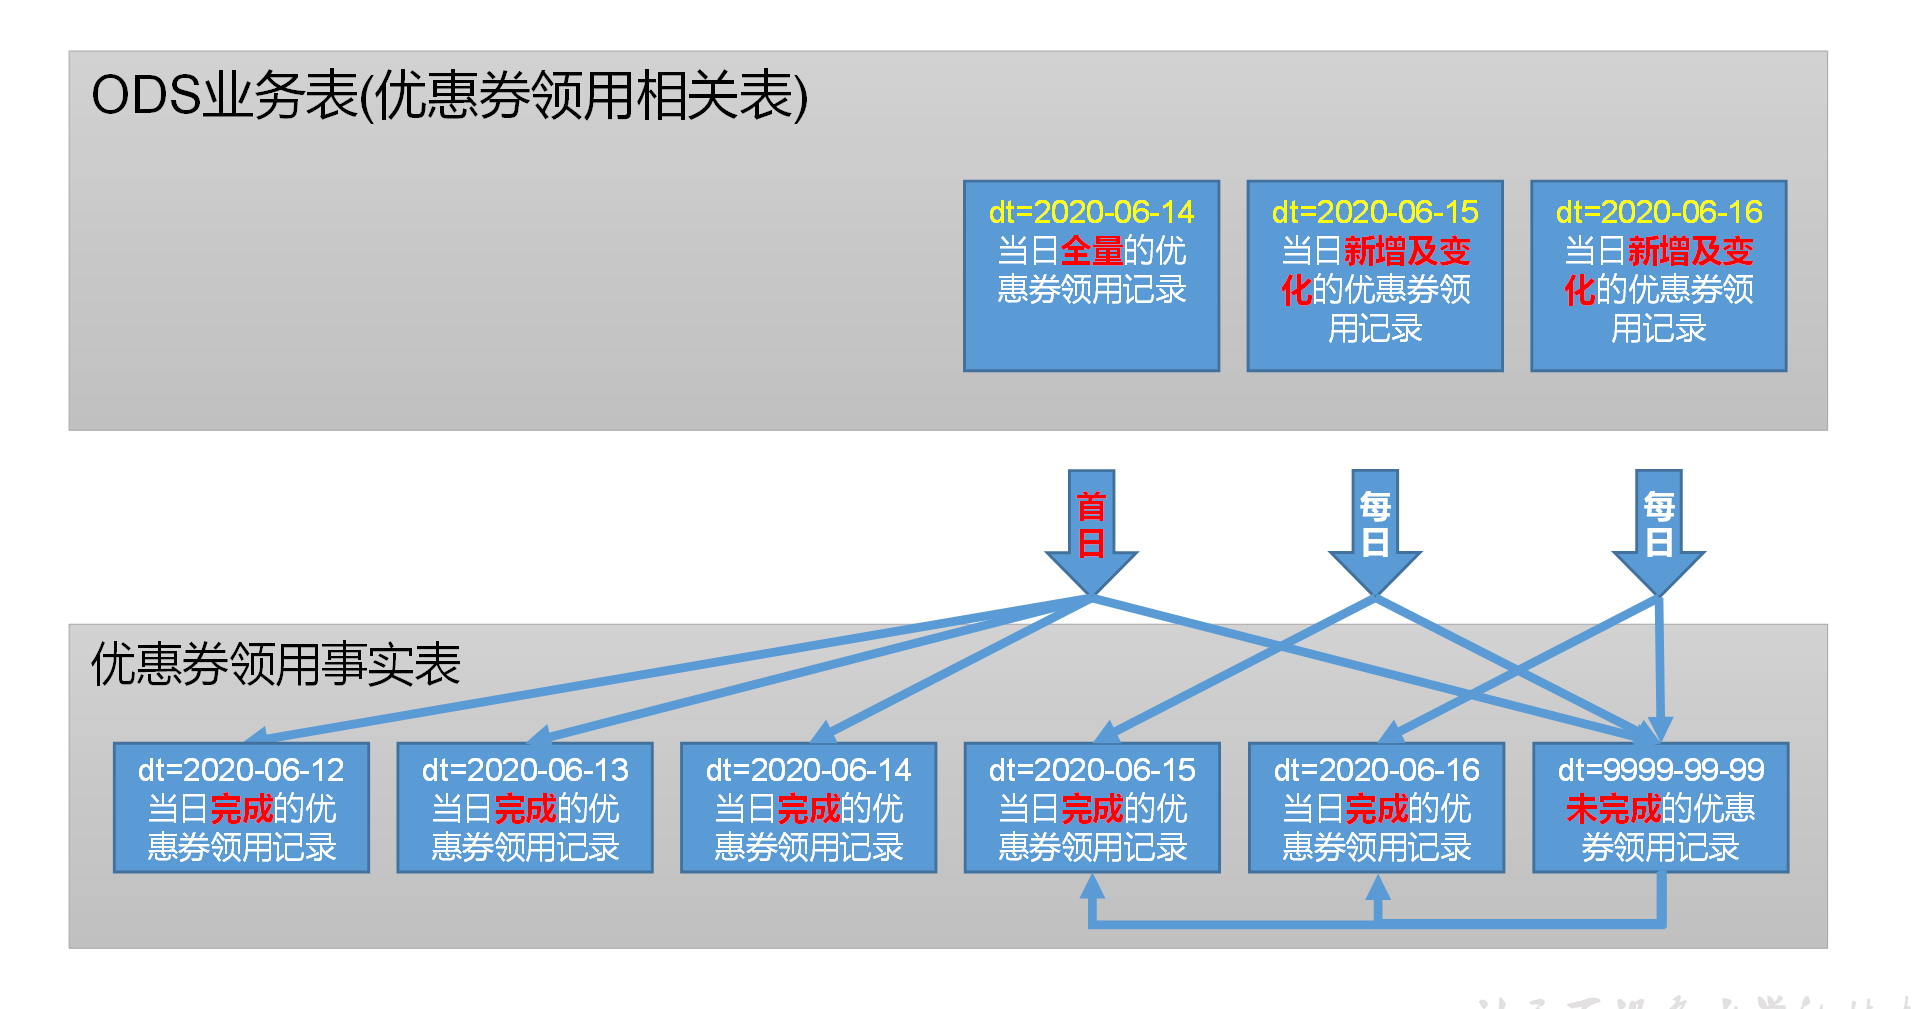 ODS业务表(优惠券领用相关表)
dt=2020-06-14
当日全量的优
惠券领用记录
dt=2020-06-15
当日新增及变
化的优惠券领
用记录
dt=2020-06-16
当日新增及变
化的优惠券领
用记录
首
日
每
日
每
日
优惠券领用事实表
dt=2020-06-12
当日完成的优
惠券领用记录
dt=2020-06-13
当日完成的优
惠券领用记录
dt=2020-06-14
当日完成的优
惠券领用记录
dt=2020-06-15
当日完成的优
惠券领用记录
dt=2020-06-16
当日完成的优
惠券领用记录
dt=9999-99-99
未完成的优惠
券领用记录